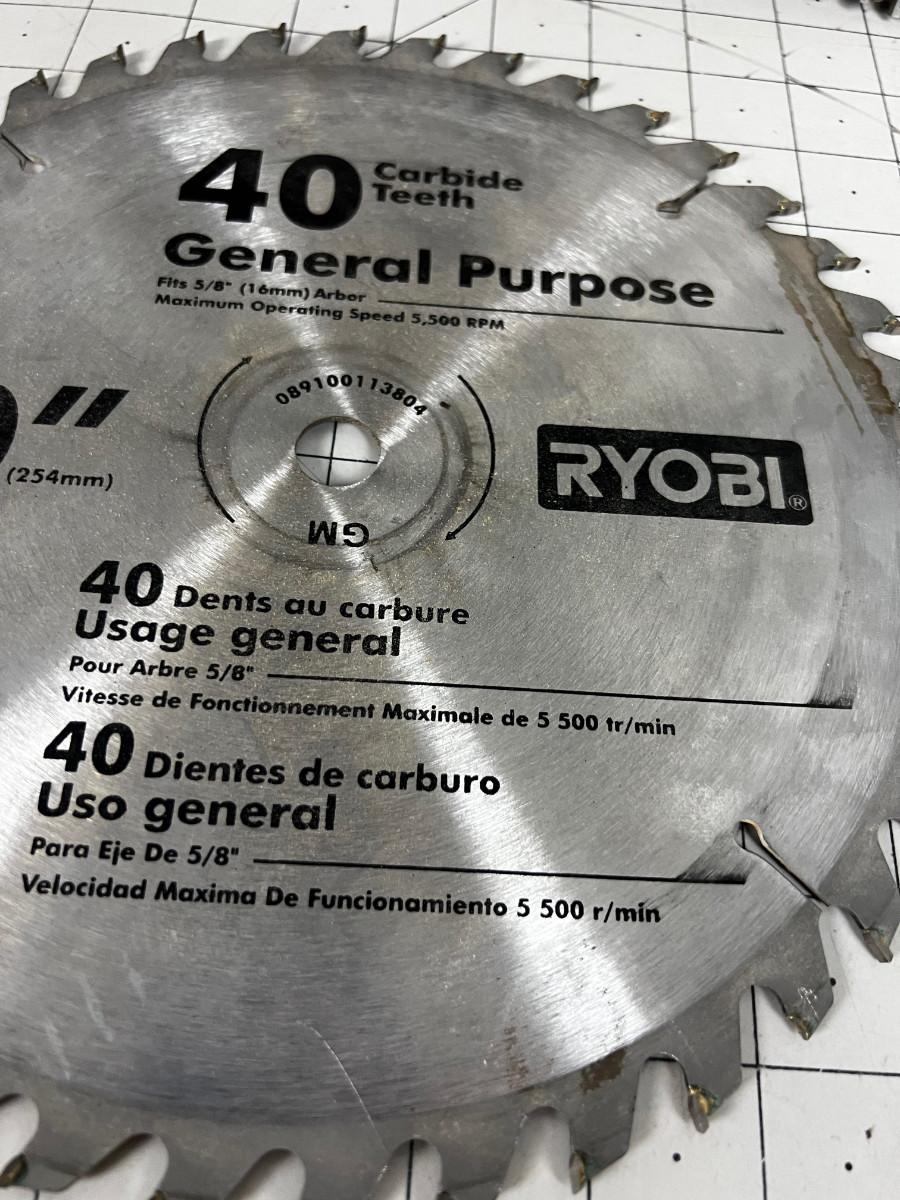 40 Carbide
Teeth
General Purpose
Fits 5/8" (16mm) Arbor
Maximum Operating Speed 5,500 RPM
089100113804
"
(254mm)
RYOBI®
GM
40 Dents au carbure
Usage general
Pour Arbre 5/8"
Vitesse de Fonctionnement Maximale de 5 500 tr/min
40 Dientes de carburo
Uso general
Para Eje De 5/8"
Velocidad Maxima De Funcionamiento 5 500 r/min